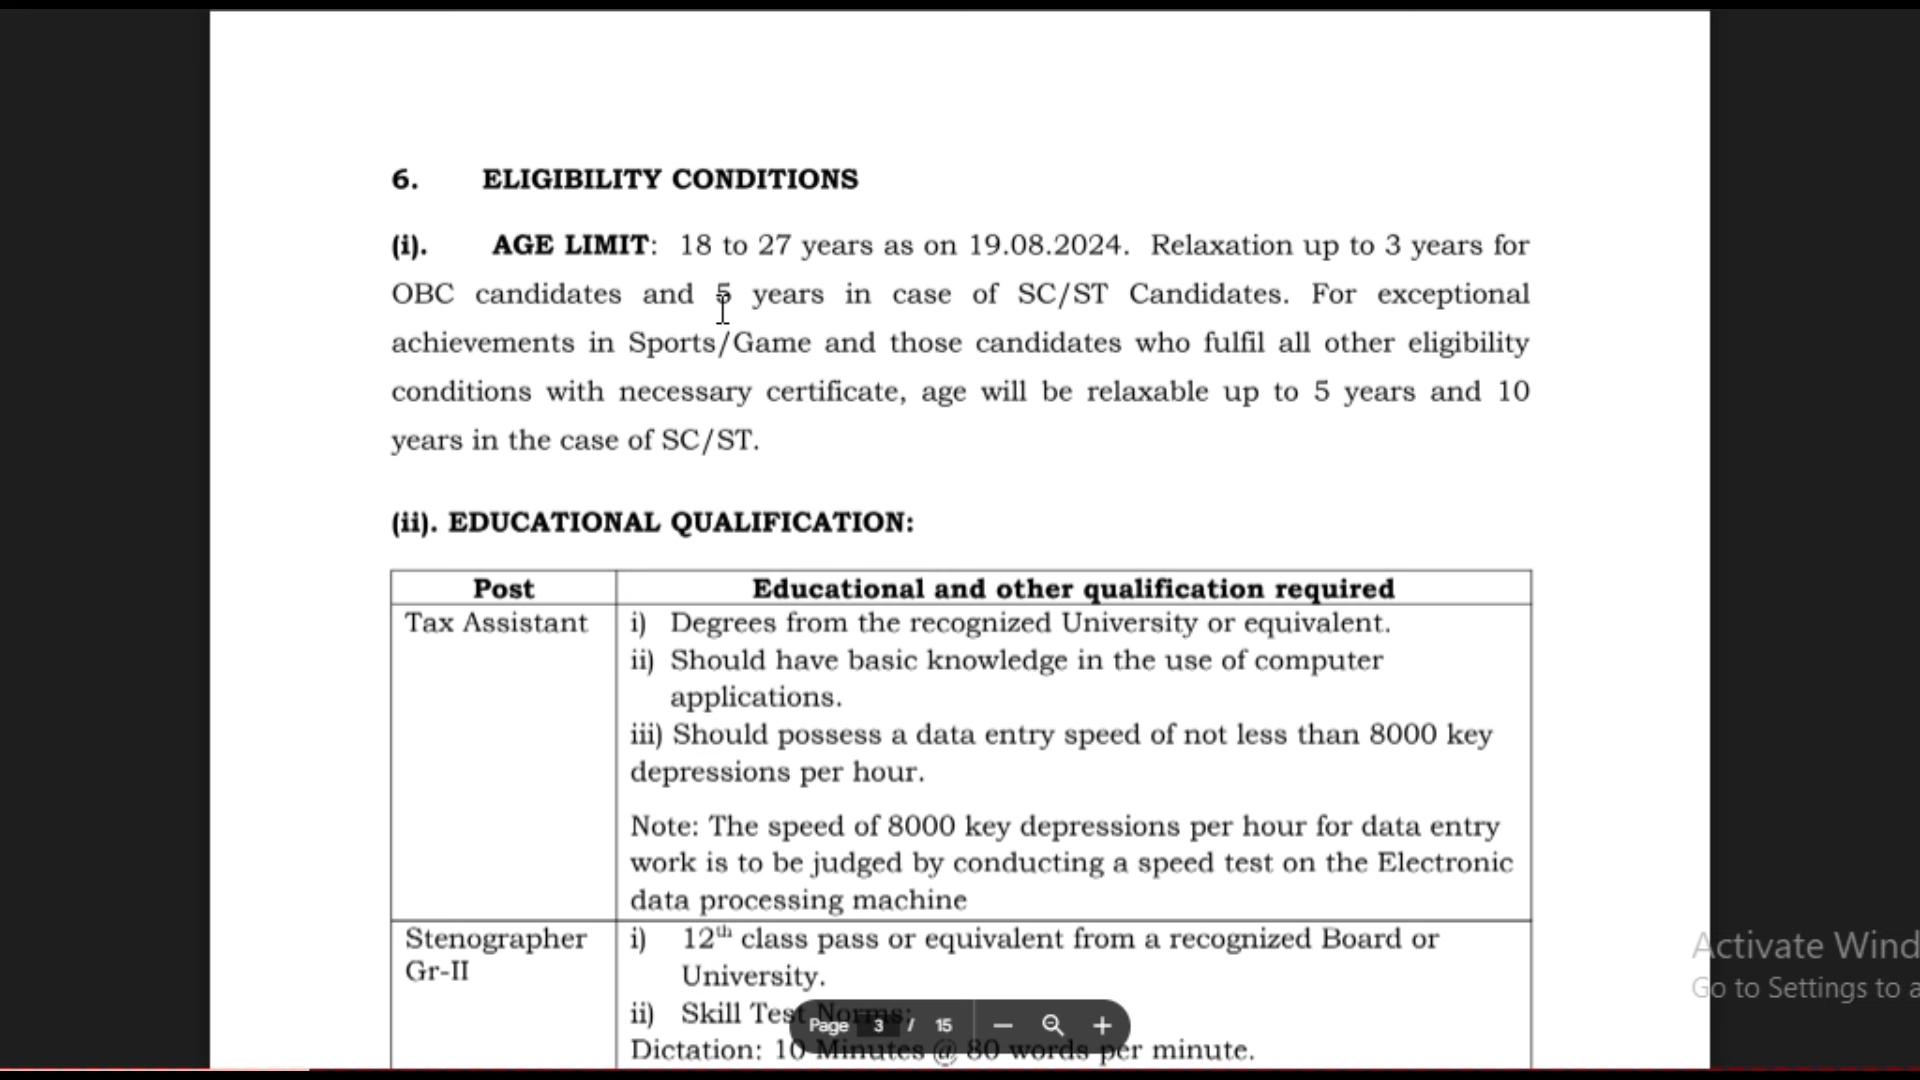 6. ELIGIBILITY CONDITIONS
(i). AGE LIMIT: 18 to 27 years as on 19.08.2024. Relaxation up to 3 years for
OBC candidates and 5 years in case of SC/ST Candidates. For exceptional
achievements in Sports/Game and those candidates who fulfil all other eligibility
conditions with necessary certificate, age will be relaxable up to 5 years and 10
years in the case of SC/ST.
(ii). EDUCATIONAL QUALIFICATION:
Post Educational and other qualification required
Tax Assistant i) Degrees from the recognized University or equivalent.
ii) Should have basic knowledge in the use of computer
applications.
iii) Should possess a data entry speed of not less than 8000 key
depressions per hour.
Note: The speed of 8000 key depressions per hour for data entry
work is to be judged by conducting a speed test on the Electronic
data processing machine
Stenographer i) 12th class pass or equivalent from a recognized Board or
Gr-II University.
ii) Skill Test Norms:
Dictation: 10 Minutes @ 80 words per minute.
Page 3 / 15
Activate Wind
Go to Settings to a